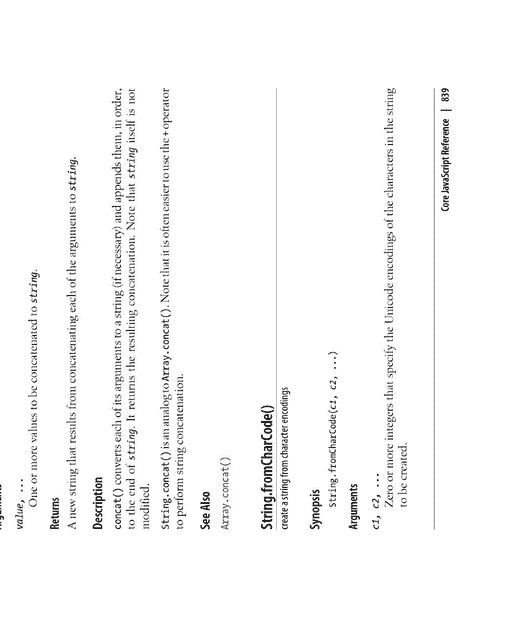 value, ...
One or more values to be concatenated to string.
Returns
A new string that results from concatenating each of the arguments to string.
Description
concat() converts each of its arguments to a string (if necessary) and appends them, in order,
to the end of string. It returns the resulting concatenation. Note that string itself is not
modified.
String.concat() is an analog to Array.concat(). Note that it is often easier to use the + operator
to perform string concatenation.
See Also
Array.concat()
String.fromCharCode()
create a string from character encodings
Synopsis
String.fromCharCode(c1, c2, ...)
Arguments
c1, c2, ...
Zero or more integers that specify the Unicode encodings of the characters in the string
to be created.
Core JavaScript Reference | 839